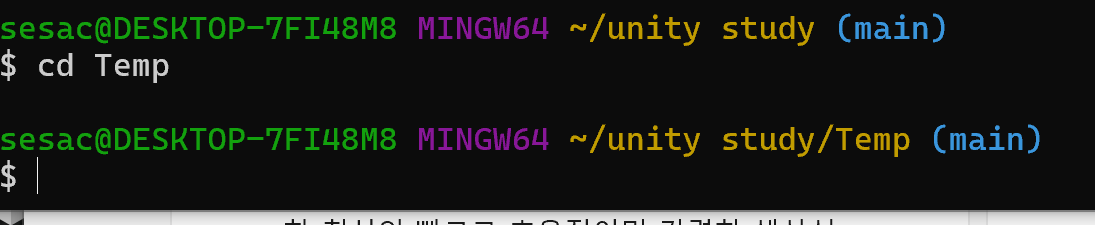 sesac@DESKTOP-7FI48M8 MINGW64 ~/unity study (main)
$ cd Temp
sesac@DESKTOP-7FI48M8 MINGW64 ~/unity study/Temp (main)
$